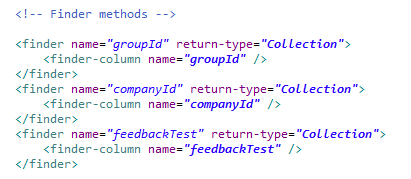 <!-- Finder methods -->
<finder name="groupId" return-type="Collection">
<finder-column name="groupId" />
</finder>
<finder name="companyId" return-type="Collection">
<finder-column name="companyId" />
</finder>
<finder name="feedbackTest" return-type="Collection">
<finder-column name="feedbackTest" />
</finder>